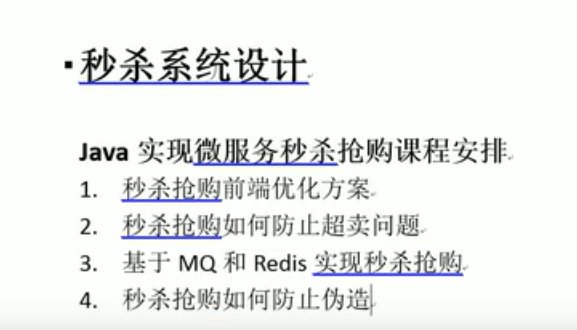 秒杀系统设计
Java 实现微服务秒杀抢购课程安排
1. 秒杀抢购前端优化方案
2. 秒杀抢购如何防止超卖问题
3. 基于 MQ 和 Redis 实现秒杀抢购
4. 秒杀抢购如何防止伪造